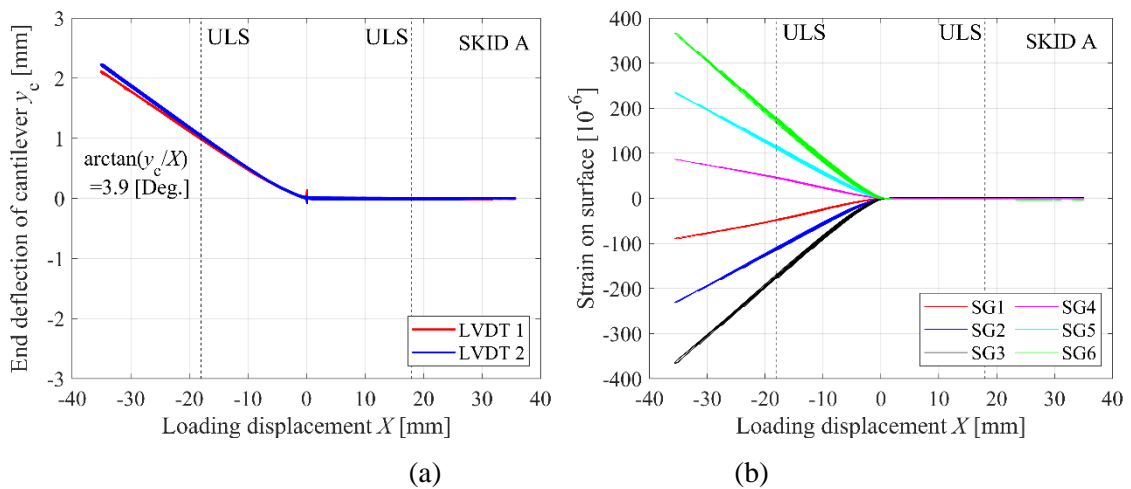 3
2
1
0
-1
-2
-3
End deflection of cantilever y_c [mm]
ULS
ULS
SKID A
arctan(y_c/X)
=3.9 [Deg.]
LVDT 1
LVDT 2
-40 -30 -20 -10 0 10 20 30 40
Loading displacement X [mm]
(a)
400
300
200
100
0
-100
-200
-300
-400
Strain on surface [10^-6]
ULS
ULS
SKID A
SG1 SG4
SG2 SG5
SG3 SG6
-40 -30 -20 -10 0 10 20 30 40
Loading displacement X [mm]
(b)